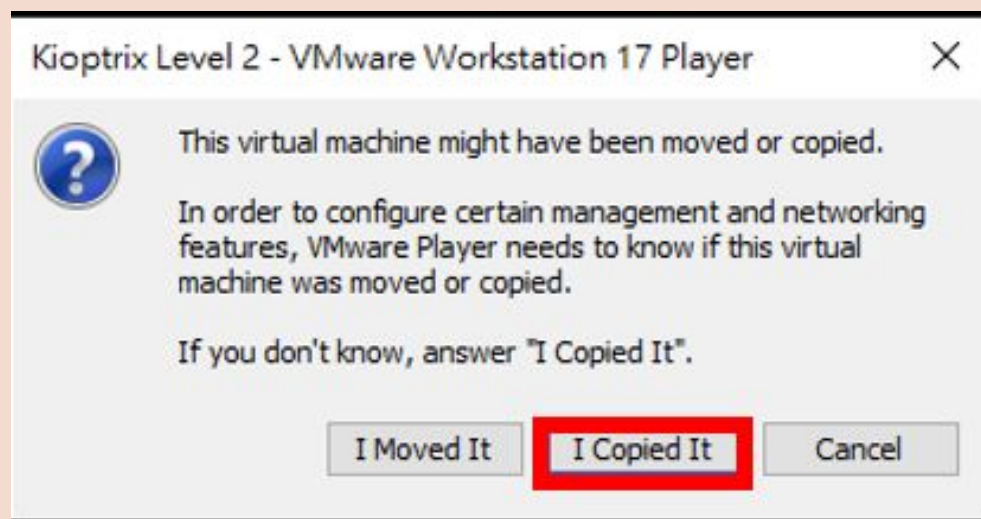 Kioptrix Level 2 - VMware Workstation 17 Player
This virtual machine might have been moved or copied.
In order to configure certain management and networking
features, VMware Player needs to know if this virtual
machine was moved or copied.
If you don't know, answer "I Copied It".
I Moved It I Copied It Cancel